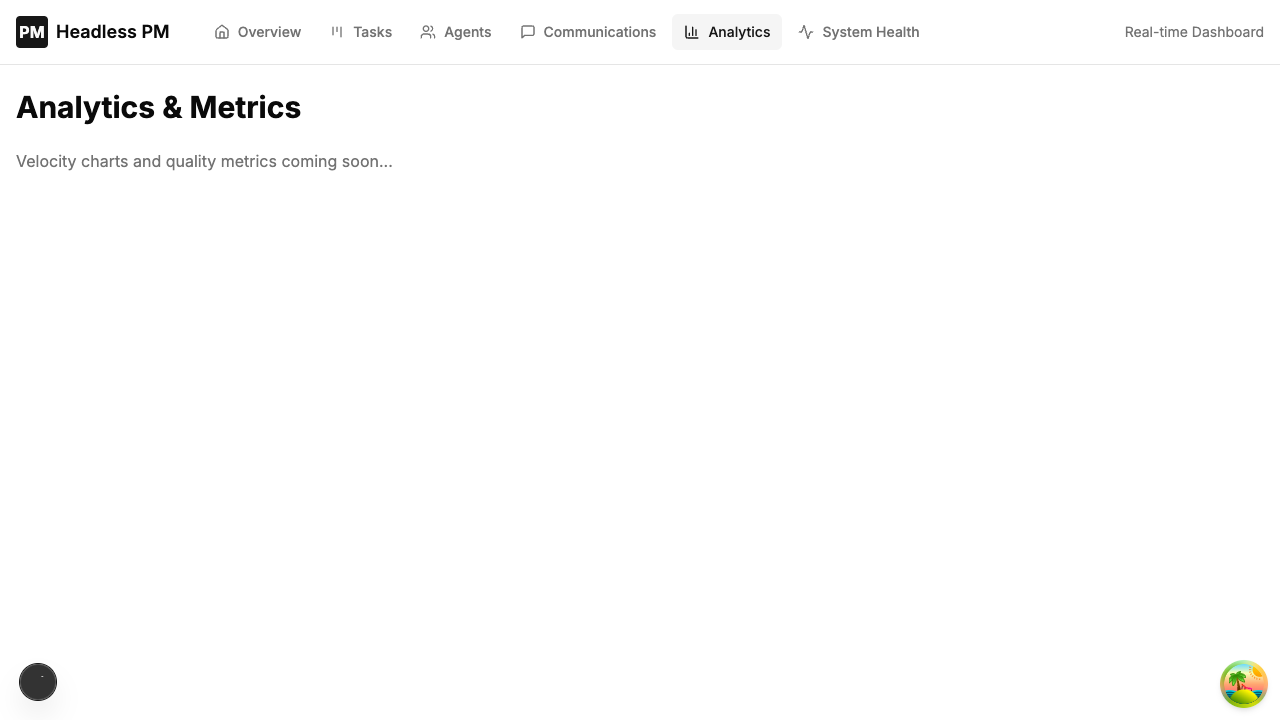 PM Headless PM Overview Tasks Agents Communications Analytics System Health Real-time Dashboard
Analytics & Metrics
Velocity charts and quality metrics coming soon...